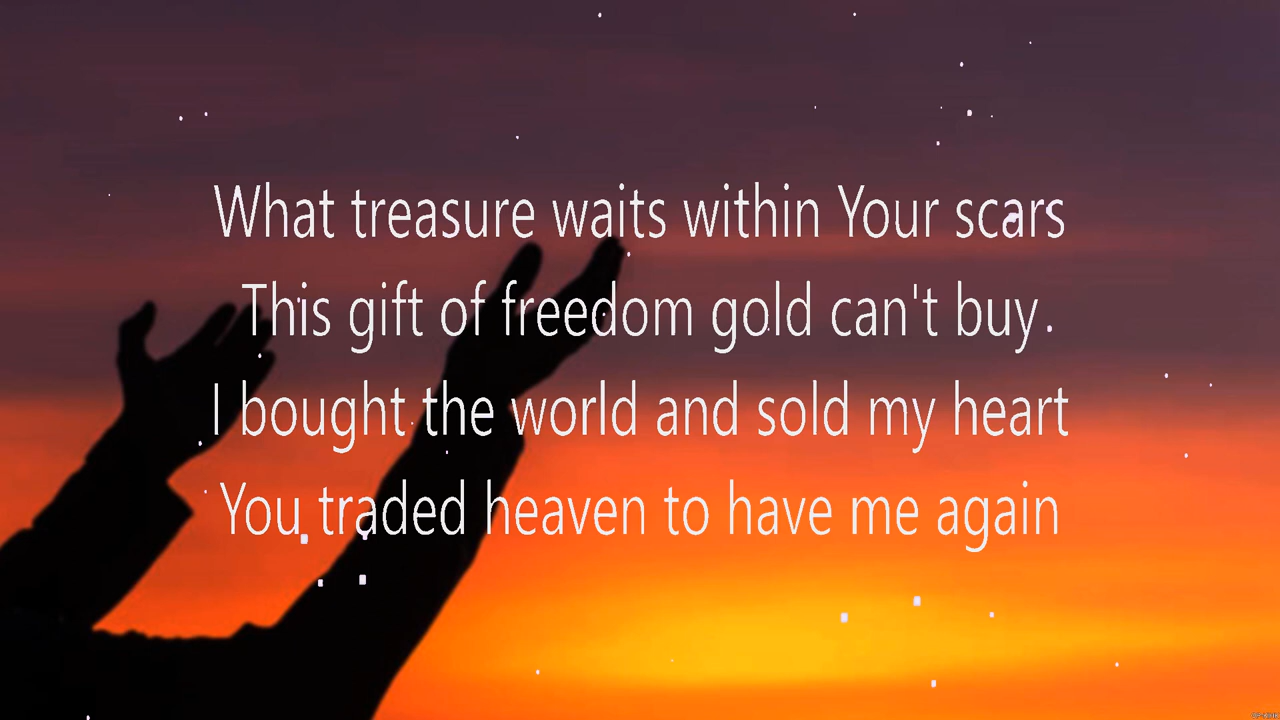 What treasure waits within Your scars
This gift of freedom gold can't buy
I bought the world and sold my heart
You traded heaven to have me again